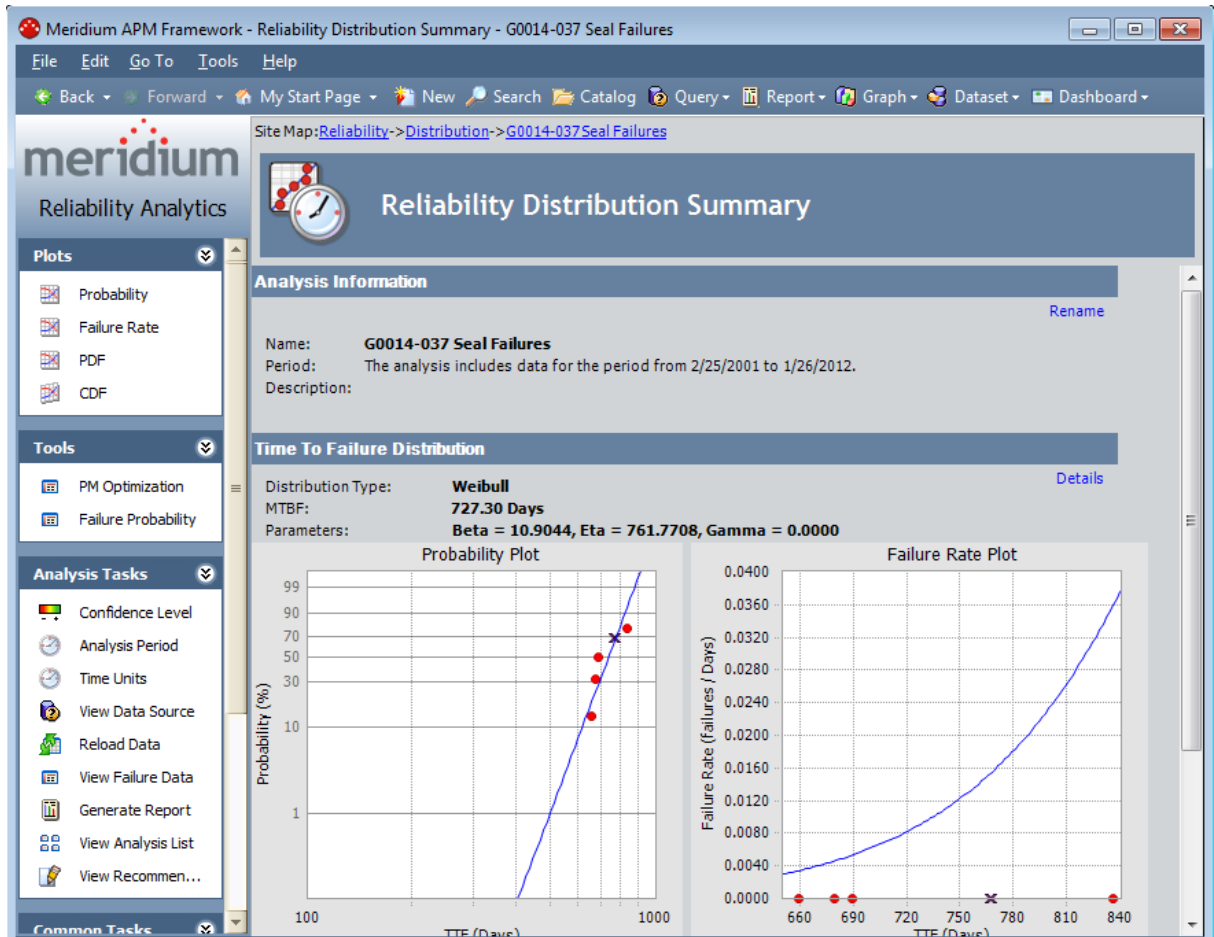 Meridium APM Framework - Reliability Distribution Summary - G0014-037 Seal Failures
File Edit Go To Tools Help
Back Forward My Start Page New Search Catalog Query Report Graph Dataset Dashboard
meridium
Reliability Analytics
Plots
Probability
Failure Rate
PDF
CDF
Tools
PM Optimization
Failure Probability
Analysis Tasks
Confidence Level
Analysis Period
Time Units
View Data Source
Reload Data
View Failure Data
Generate Report
View Analysis List
View Recommen...
Common Tasks
Site Map:Reliability->Distribution->G0014-037 Seal Failures
Reliability Distribution Summary
Analysis Information
Rename
Name: G0014-037 Seal Failures
Period: The analysis includes data for the period from 2/25/2001 to 1/26/2012.
Description:
Time To Failure Distribution
Details
Distribution Type: Weibull
MTBF: 727.30 Days
Parameters: Beta = 10.9044, Eta = 761.7708, Gamma = 0.0000
Probability Plot
99
90
70
50
30
10
1
Probability (%)
100 1000
TTF (Days)
Failure Rate Plot
0.0400
0.0360
0.0320
0.0280
0.0240
0.0200
0.0160
0.0120
0.0080
0.0040
0.0000
Failure Rate (Failures / Days)
660 690 720 750 780 810 840
TTF (Days)